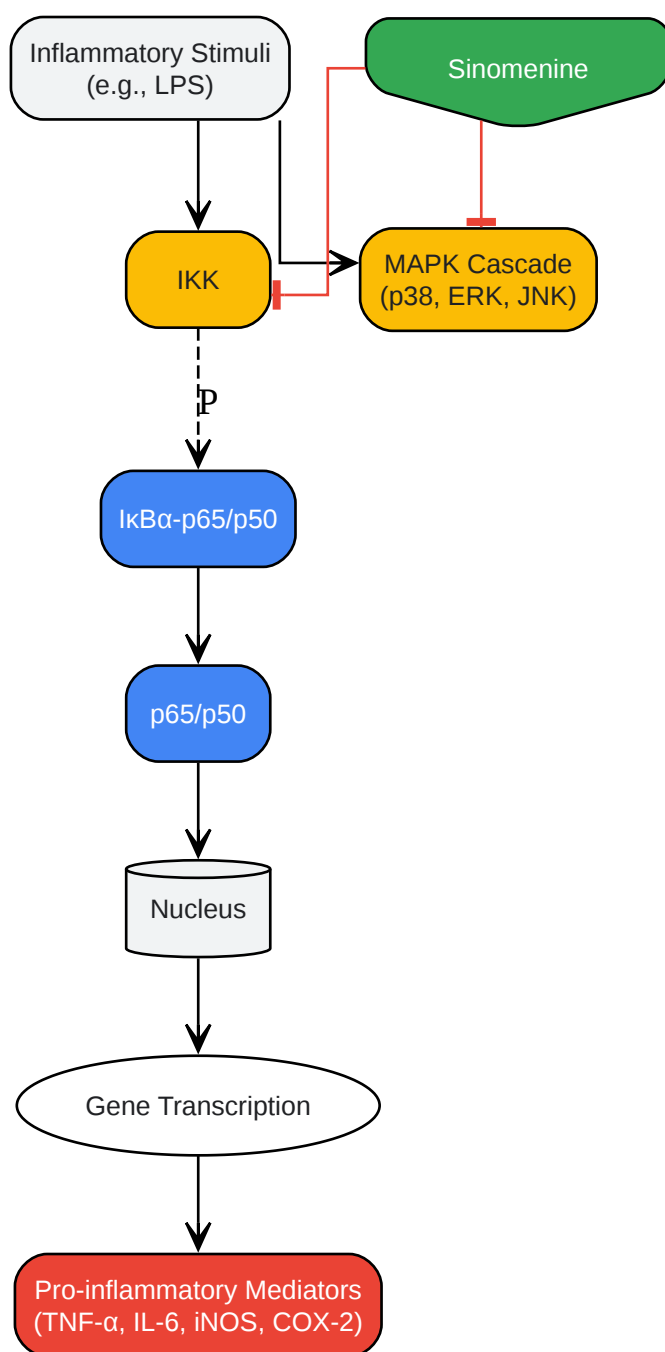 Inflammatory Stimuli
(e.g., LPS)
Sinomenine
IKK
MAPK Cascade
(p38, ERK, JNK)
P
IκBα-p65/p50
p65/p50
Nucleus
Gene Transcription
Pro-inflammatory Mediators
(TNF-α, IL-6, iNOS, COX-2)